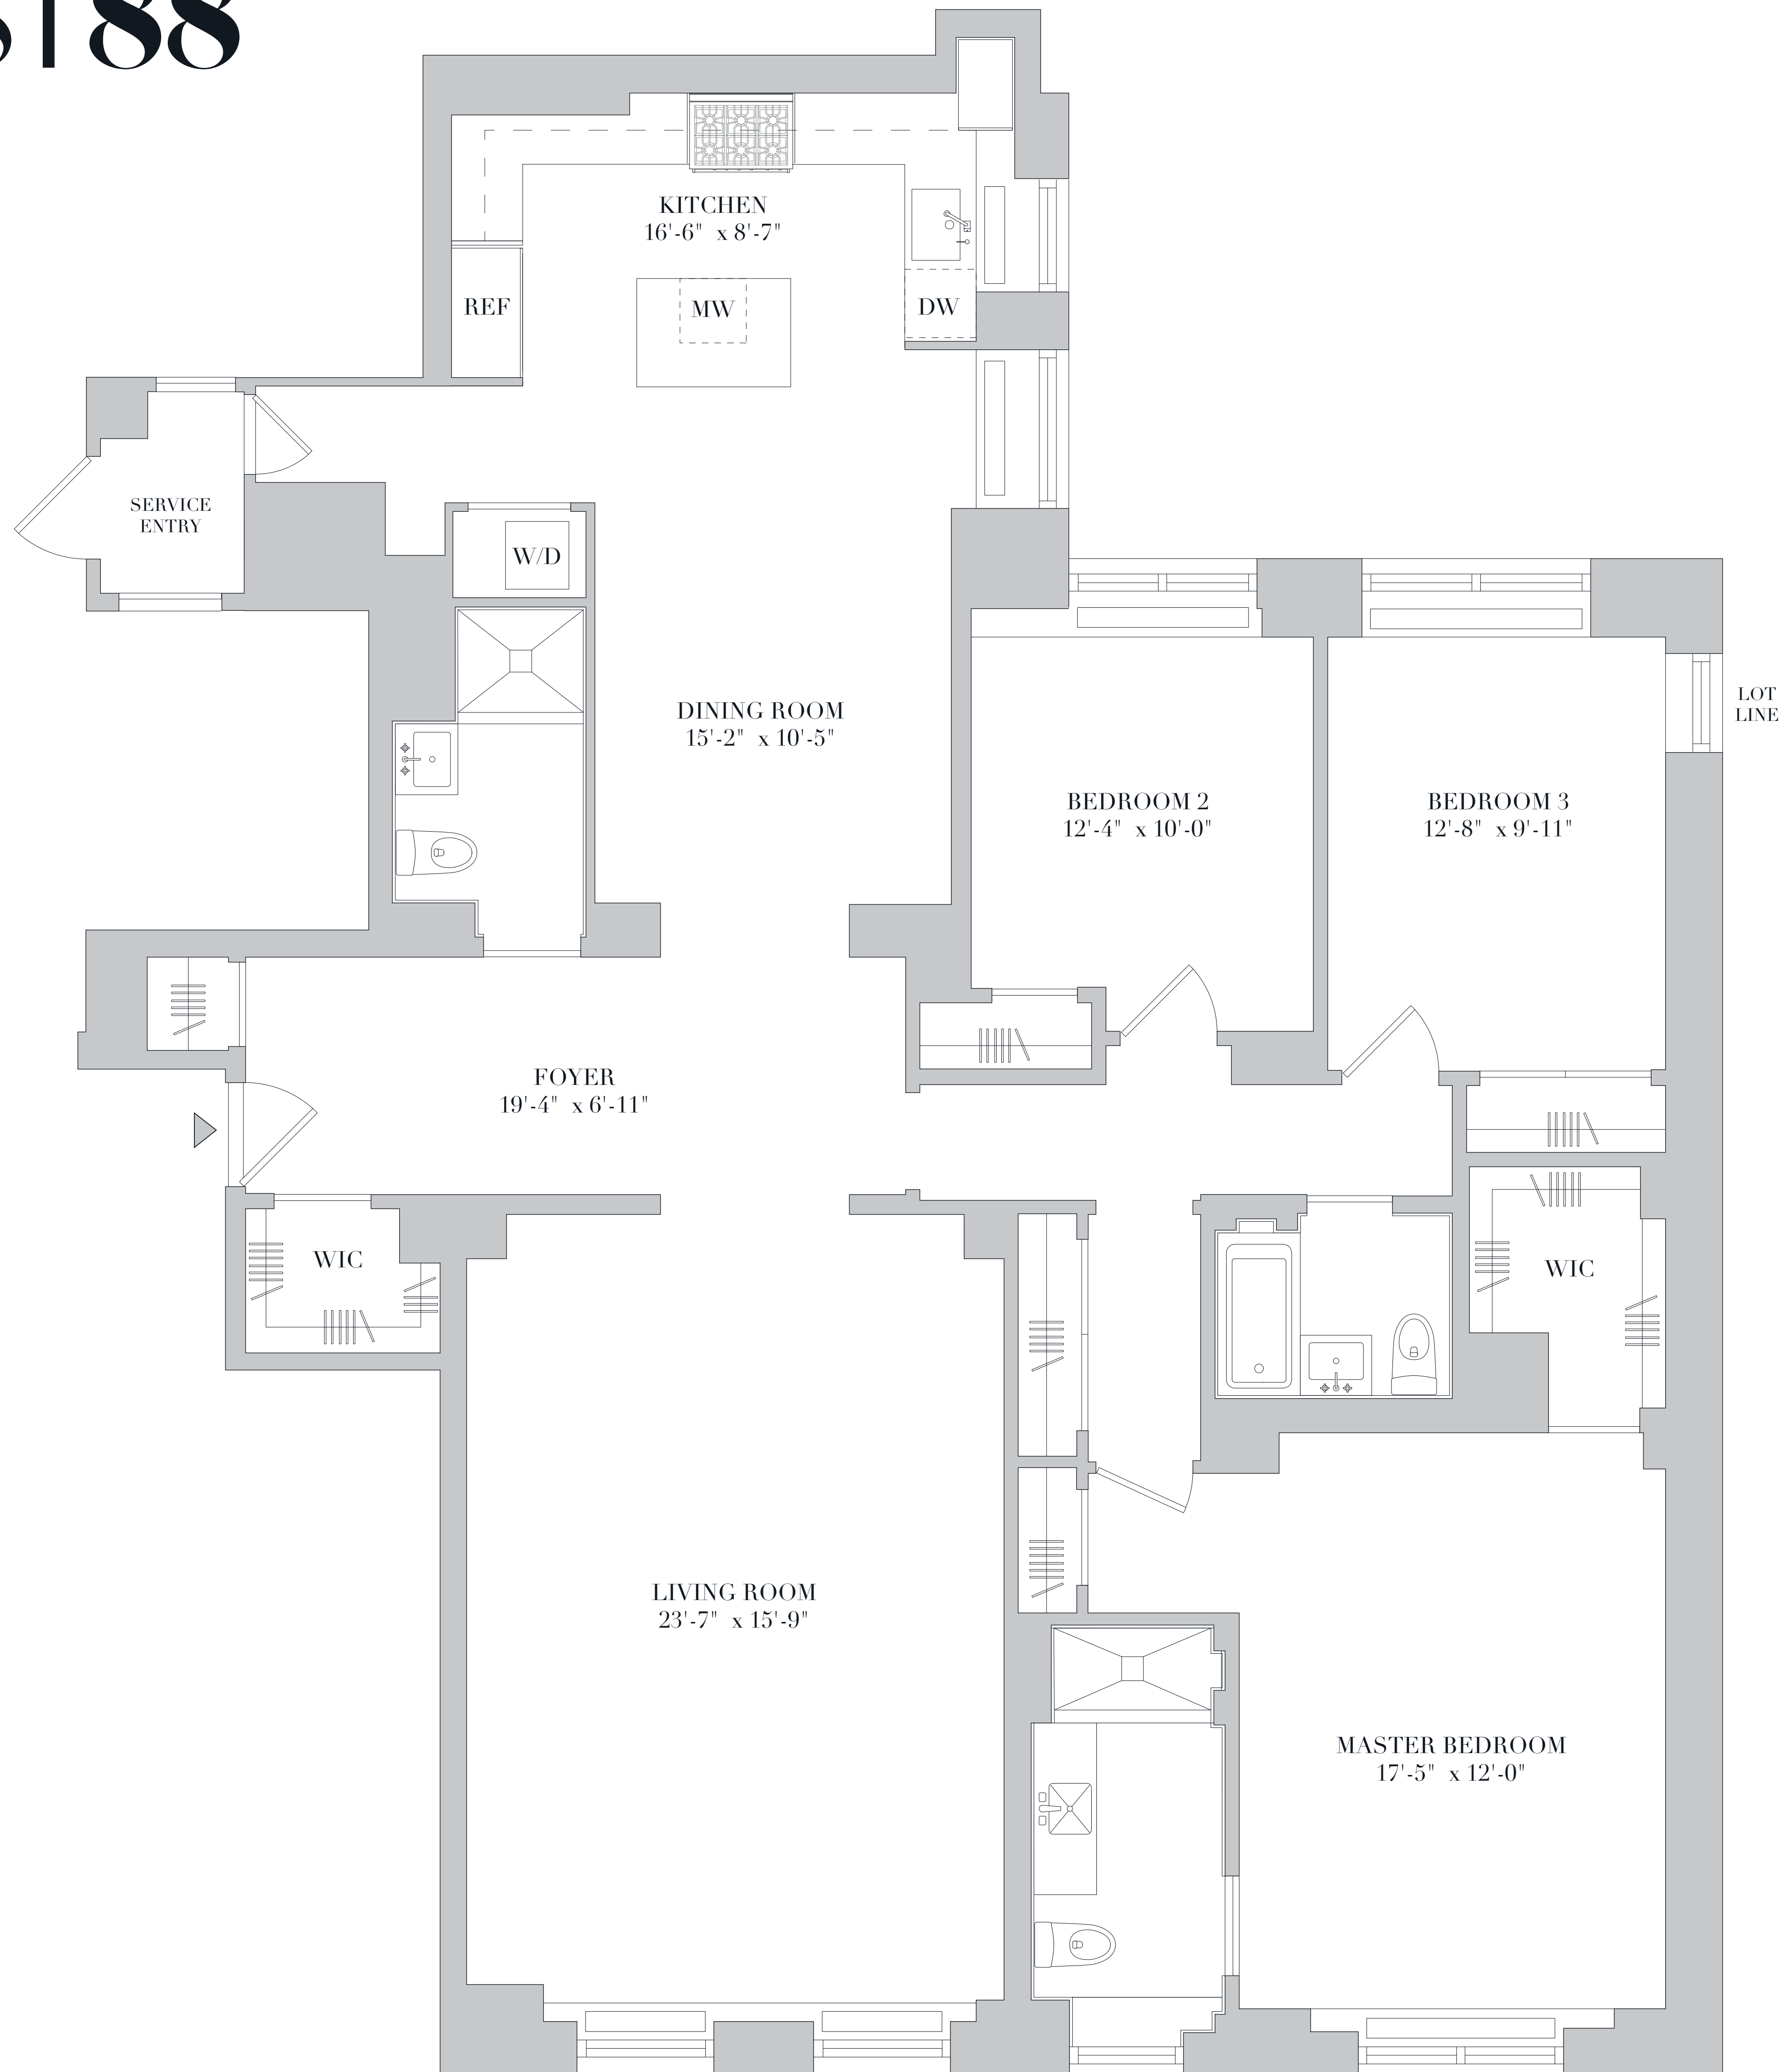 88
KITCHEN
16'-6" x 8'-7"
REF
MW
DW
SERVICE
ENTRY
W/D
DINING ROOM
15'-2" x 10'-5"
LOT
LINE
BEDROOM 2
12'-4" x 10'-0"
BEDROOM 3
12'-8" x 9'-11"
FOYER
19'-4" x 6'-11"
WIC
WIC
LIVING ROOM
23'-7" x 15'-9"
MASTER BEDROOM
17'-5" x 12'-0"